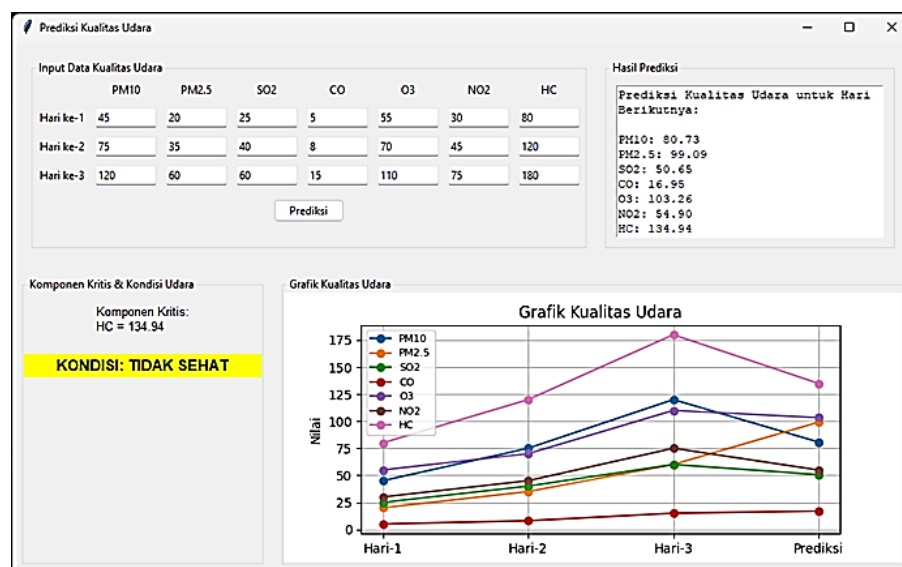 Prediksi Kualitas Udara
Input Data Kualitas Udara
PM10 PM2.5 SO2 CO O3 NO2 HC
Hari ke-1 45 20 25 5 55 30 80
Hari ke-2 75 35 40 8 70 45 120
Hari ke-3 120 60 60 15 110 75 180
Prediksi
Hasil Prediksi
Prediksi Kualitas Udara untuk Hari
Berikutnya:
PM10: 80.73
PM2.5: 99.09
SO2: 50.65
CO: 16.95
O3: 103.26
NO2: 54.90
HC: 134.94
Komponen Kritis & Kondisi Udara
Komponen Kritis:
HC = 134.94
KONDISI: TIDAK SEHAT
Grafik Kualitas Udara
Grafik Kualitas Udara
Nilai
175
150
125
100
75
50
25
0
PM10
PM2.5
SO2
CO
O3
NO2
HC
Hari-1 Hari-2 Hari-3 Prediksi